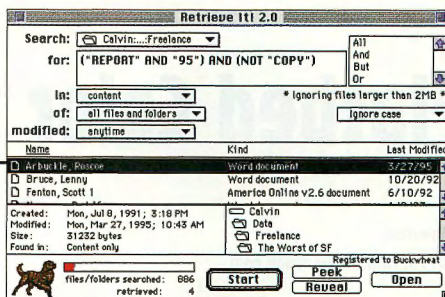 Retrieve It! 2.0
Search: Calvin:...:Freelance
for: ("REPORT" AND "95") AND (NOT "COPY")
All
And
But
Or
In: content
* Ignoring files larger than 2MB *
of: all files and folders
Ignore case
modified: anytime
Name Kind Last Modified
Arbuckle, Roscoe Word document 3/27/95
Bruce, Lenny Word document 10/20/92
Fenton, Scott 1 America Online v2.6 document 6/10/92
Created: Mon, Jul 8, 1991; 3:18 PM
Modified: Mon, Mar 27, 1995; 10:43 AM
Size: 31232 bytes
Found in: Content only
Calvin
Data
Freelance
The Worst of SF
Registered to Buckwheat
files/folders searched: 886
retrieved: 4
Start
Peek
Reveal
Open